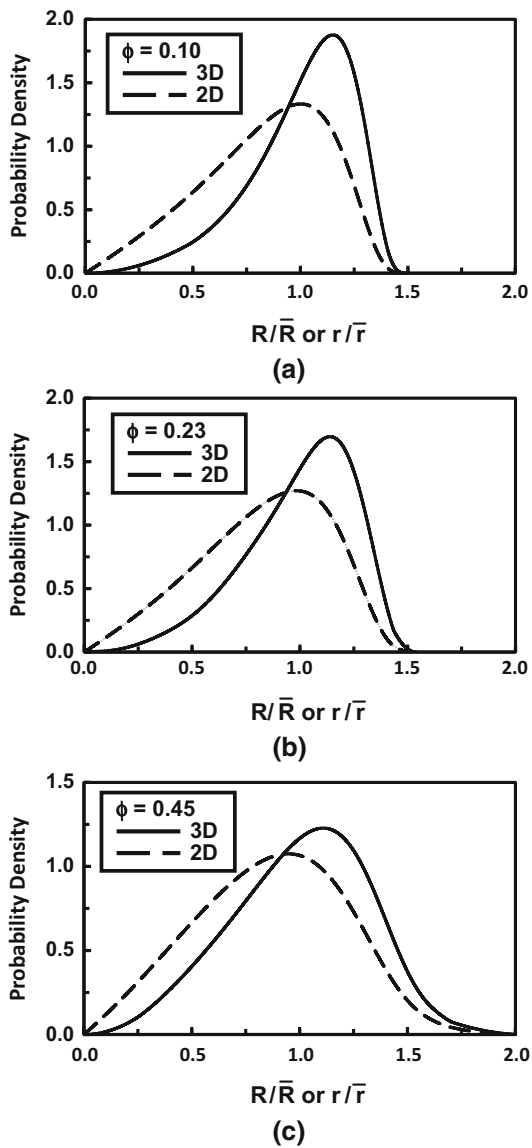 2.0
1.5
1.0
0.5
0.0
Probability Density
ϕ = 0.10
3D
2D
0.0 0.5 1.0 1.5 2.0
R/R̄ or r/r̄
(a)
2.0
1.5
1.0
0.5
0.0
Probability Density
ϕ = 0.23
3D
2D
0.0 0.5 1.0 1.5 2.0
R/R̄ or r/r̄
(b)
1.5
1.0
0.5
0.0
Probability Density
ϕ = 0.45
3D
2D
0.0 0.5 1.0 1.5 2.0
R/R̄ or r/r̄
(c)